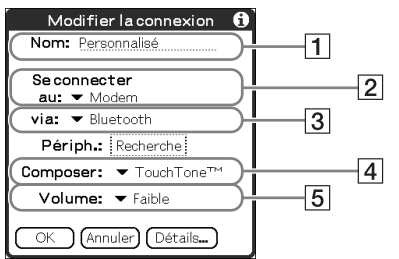 Modifier la connexion
Nom: Personnalisé
1
Se connecter
au: Modem
2
via: Bluetooth
3
Périph.: Recherche
Composer: TouchTone™
4
Volume: Faible
5
OK Annuler Détails...